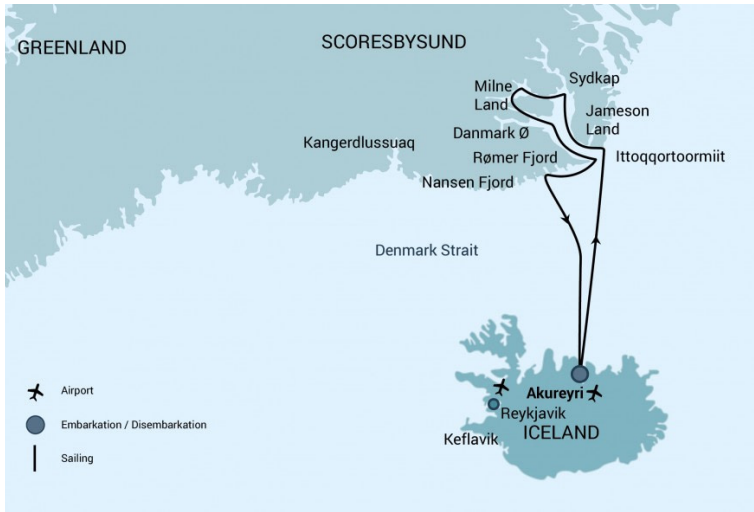 GREENLAND
SCORESBYSUND
Milne
Land
Sydkap
Jameson
Land
Danmark Ø
Kangerdlussuaq
Rømer Fjord
Ittoqqortoormiit
Nansen Fjord
Denmark Strait
Akureyri
Reykjavik
Keflavik
ICELAND
Airport
Embarkation / Disembarkation
Sailing